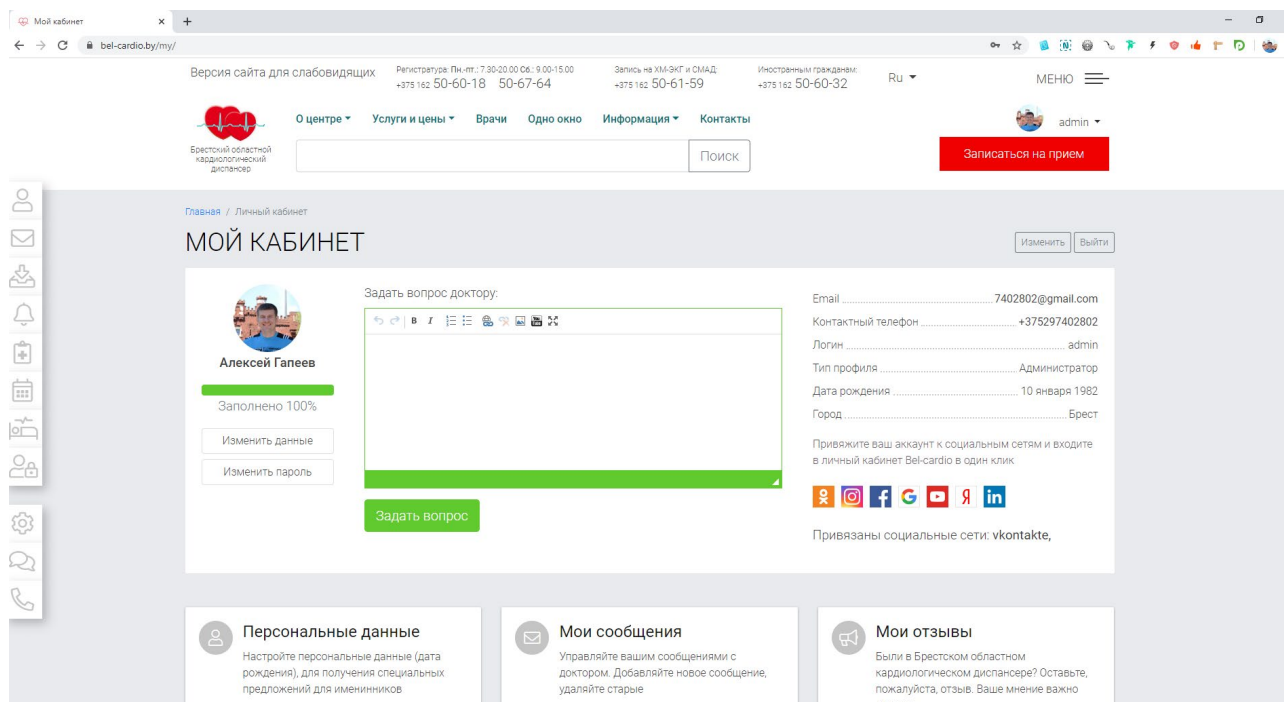 Мой кабинет
bel-cardio.by/my/
Версия сайта для слабовидящих
Регистратура: Пн.-пт.: 7.30-20.00 Сб.: 9.00-15.00
+375 162 50-60-18 50-67-64
Запись на ХМ-ЭКГ и СМАД:
+375 162 50-61-59
Иностранным гражданам:
+375 162 50-60-32
Ru
МЕНЮ
Брестский областной
кардиологический
диспансер
О центре
Услуги и цены
Врачи
Одно окно
Информация
Контакты
admin
Поиск
Записаться на прием
Главная / Личный кабинет
МОЙ КАБИНЕТ
Изменить
Выйти
Алексей Гапеев
Заполнено 100%
Изменить данные
Изменить пароль
Задать вопрос доктору:
B I
Задать вопрос
Email 7402802@gmail.com
Контактный телефон +375297402802
Логин admin
Тип профиля Администратор
Дата рождения 10 января 1982
Город Брест
Привяжите ваш аккаунт к социальным сетям и входите
в личный кабинет Bel-cardio в один клик
Привязаны социальные сети: vkontakte,
Персональные данные
Настройте персональные данные (дата
рождения), для получения специальных
предложений для именинников
Мои сообщения
Управляйте вашим сообщениями с
доктором. Добавляйте новое сообщение,
удаляйте старые
Мои отзывы
Были в Брестском областном
кардиологическом диспансере? Оставьте,
пожалуйста, отзыв. Ваше мнение важно